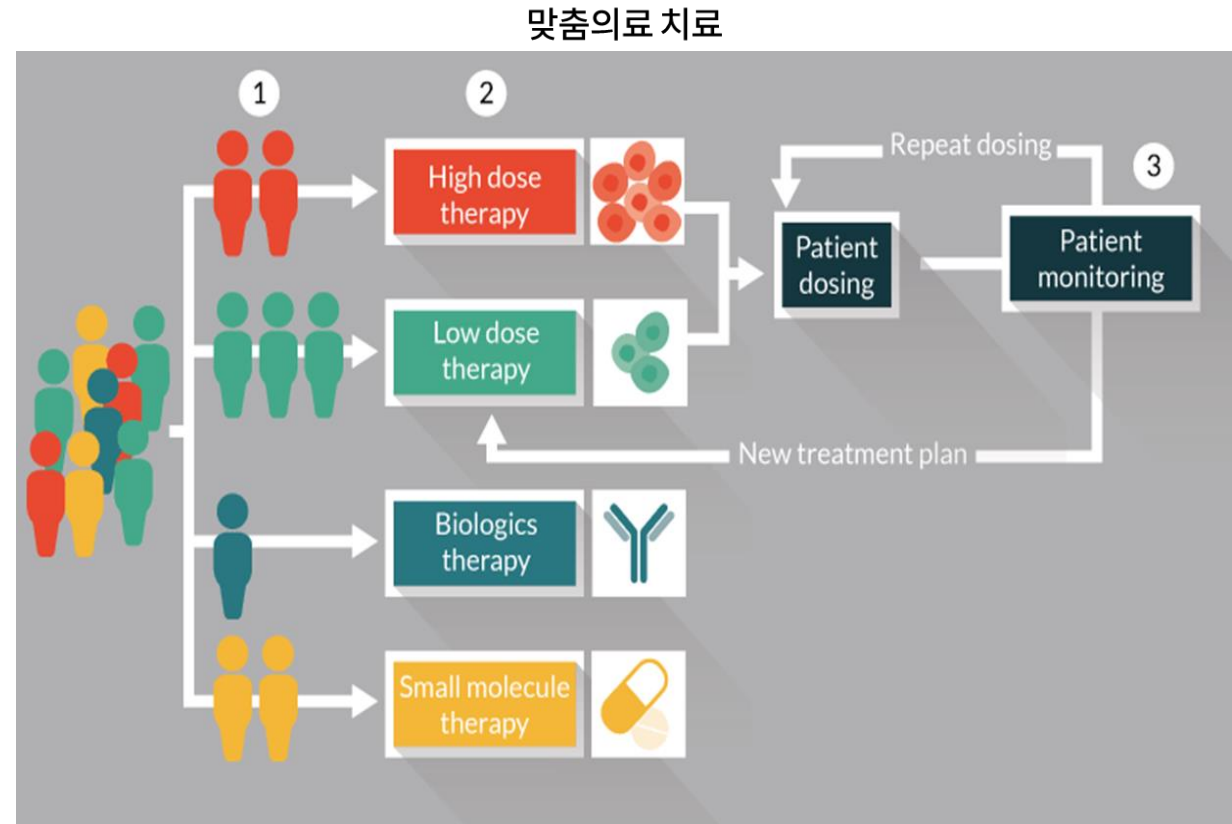 맞춤의료 치료
1
2
High dose
therapy
Repeat dosing
3
Patient
dosing
Patient
monitoring
Low dose
therapy
New treatment plan
Biologics
therapy
Small molecule
therapy